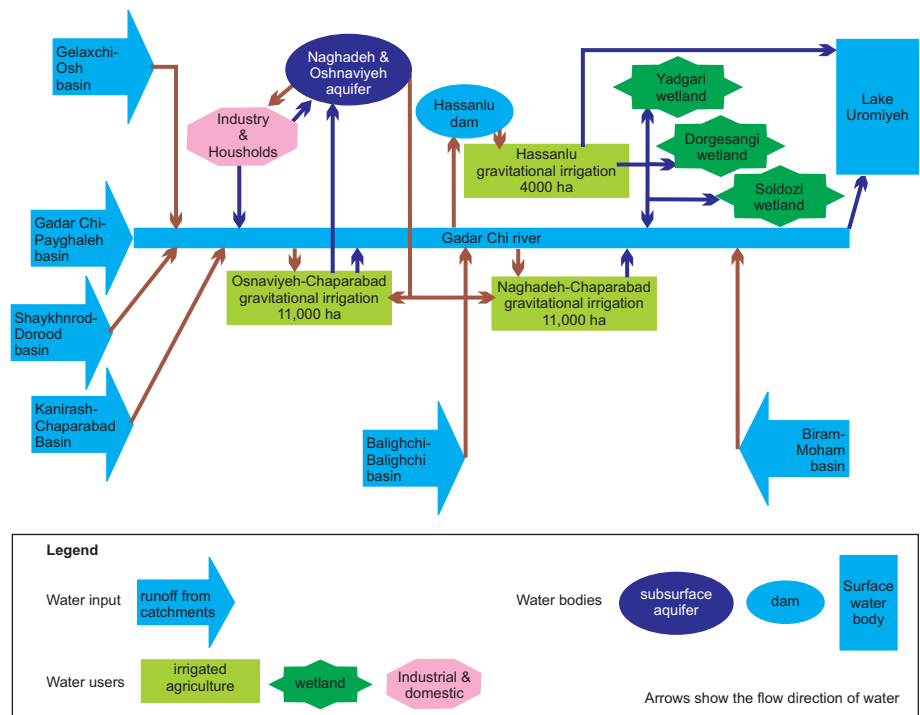 Gelaxchi-
Osh
basin
Naghadeh &
Oshnaviyeh
aquifer
Industry
&
Housholds
Hassanlu
dam
Hassanlu
gravitational irrigation
4000 ha
Yadgari
wetland
Dorgesangi
wetland
Soldozi
wetland
Lake
Uromiyeh
Gadar Chi-
Payghaleh
basin
Gadar Chi river
Shaykhnrod-
Dorood
basin
Osnaviyeh-Chaparabad
gravitational irrigation
11,000 ha
Naghadeh-Chaparabad
gravitational irrigation
11,000 ha
Kanirash-
Chaparabad
Basin
Balighchi-
Balighchi
basin
Biram-
Moham
basin
Legend
Water input
runoff from
catchments
Water bodies
subsurface
aquifer
dam
Surface
water
body
Water users
irrigated
agriculture
wetland
Industrial &
domestic
Arrows show the flow direction of water